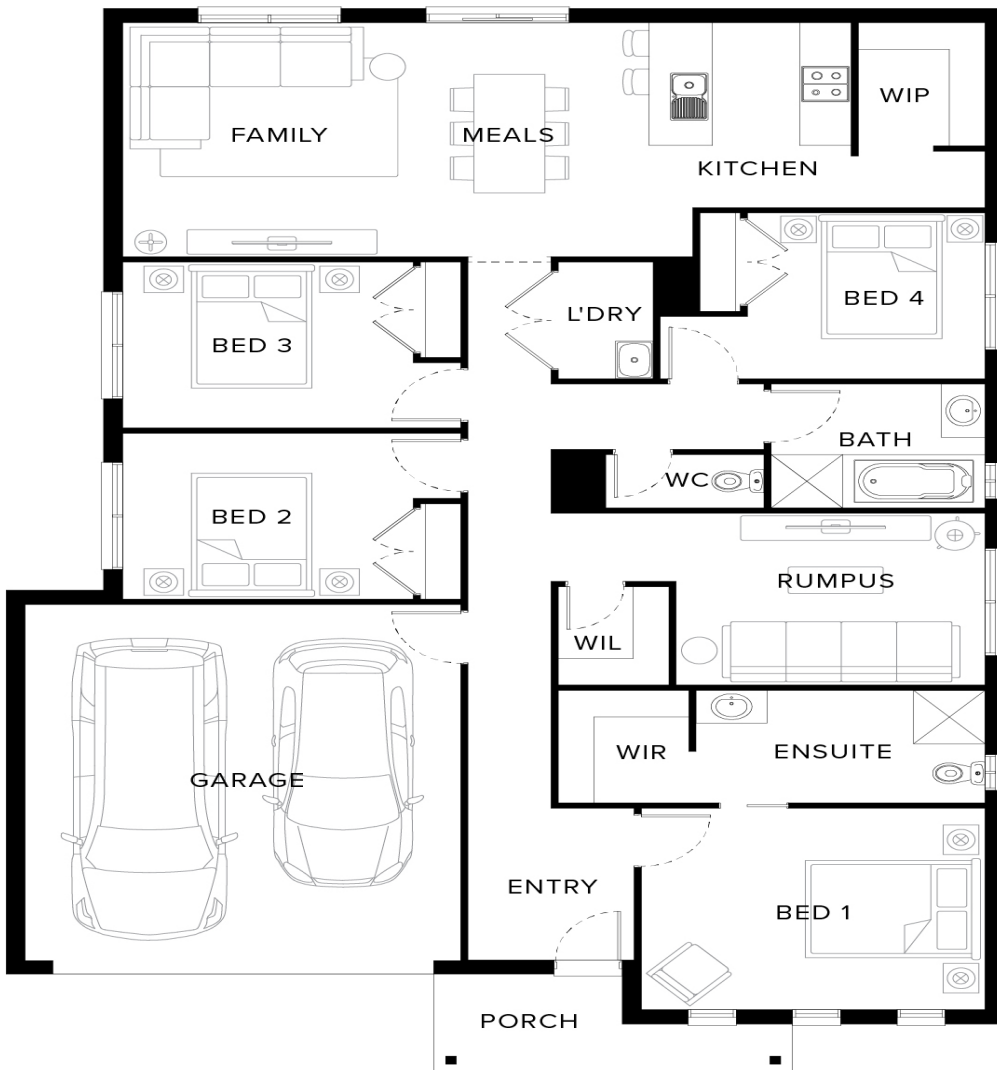 WIP
FAMILY
MEALS
KITCHEN
BED 4
L'DRY
BED 3
BATH
WC
BED 2
RUMPUS
WIL
WIR
ENSUITE
GARAGE
ENTRY
BED 1
PORCH